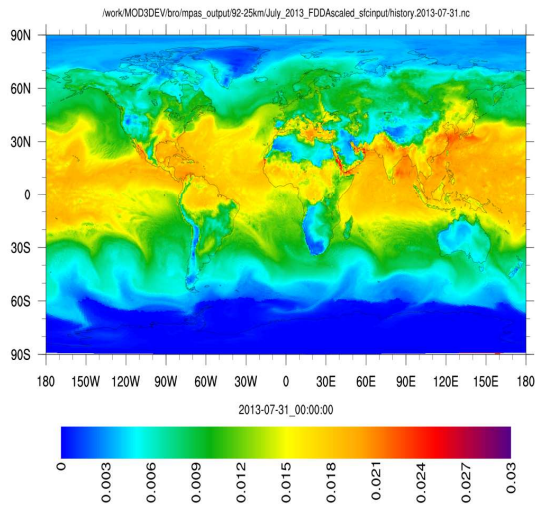 /work/MOD3DEV/bro/mpas_output/92-25km/July_2013_FDDAscaled_sfcinput/history.2013-07-31.nc
90N
60N
30N
0
30S
60S
90S
180 150W 120W 90W 60W 30W 0 30E 60E 90E 120E 150E 180
2013-07-31_00:00:00
0 0.003 0.006 0.009 0.012 0.015 0.018 0.021 0.024 0.027 0.03